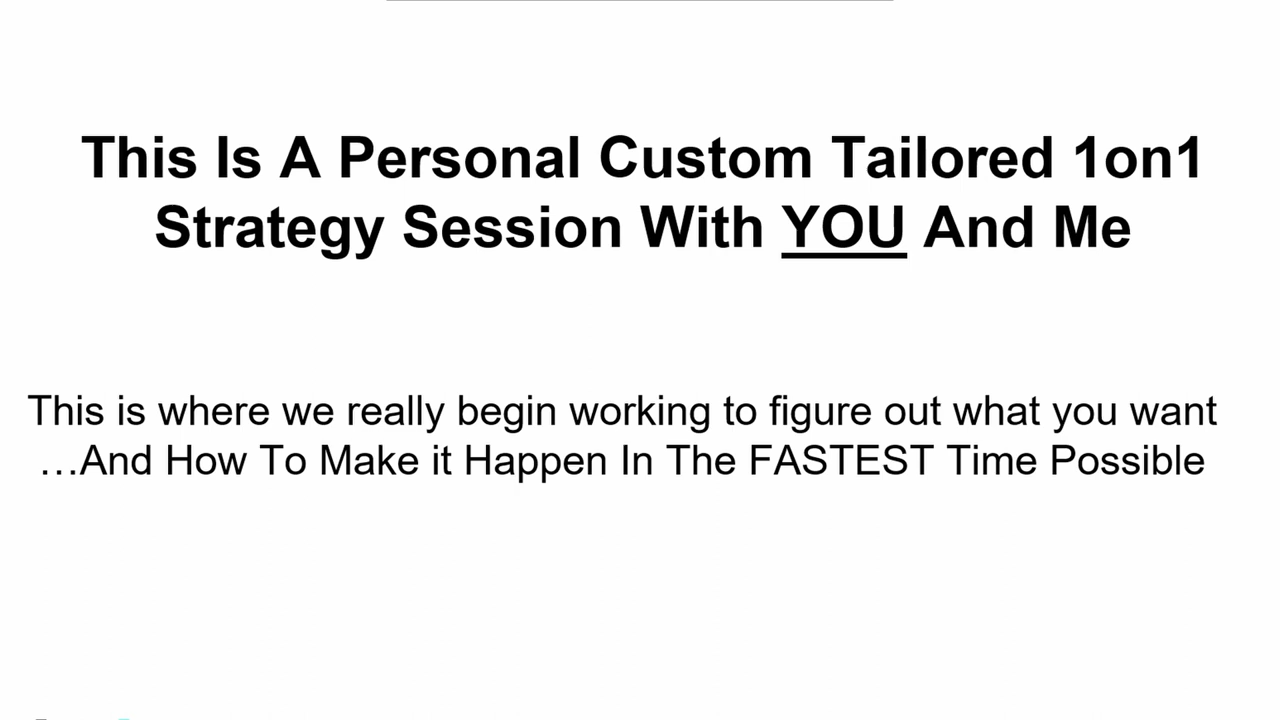 This Is A Personal Custom Tailored 1on1
Strategy Session With YOU And Me
This is where we really begin working to figure out what you want
…And How To Make it Happen In The FASTEST Time Possible